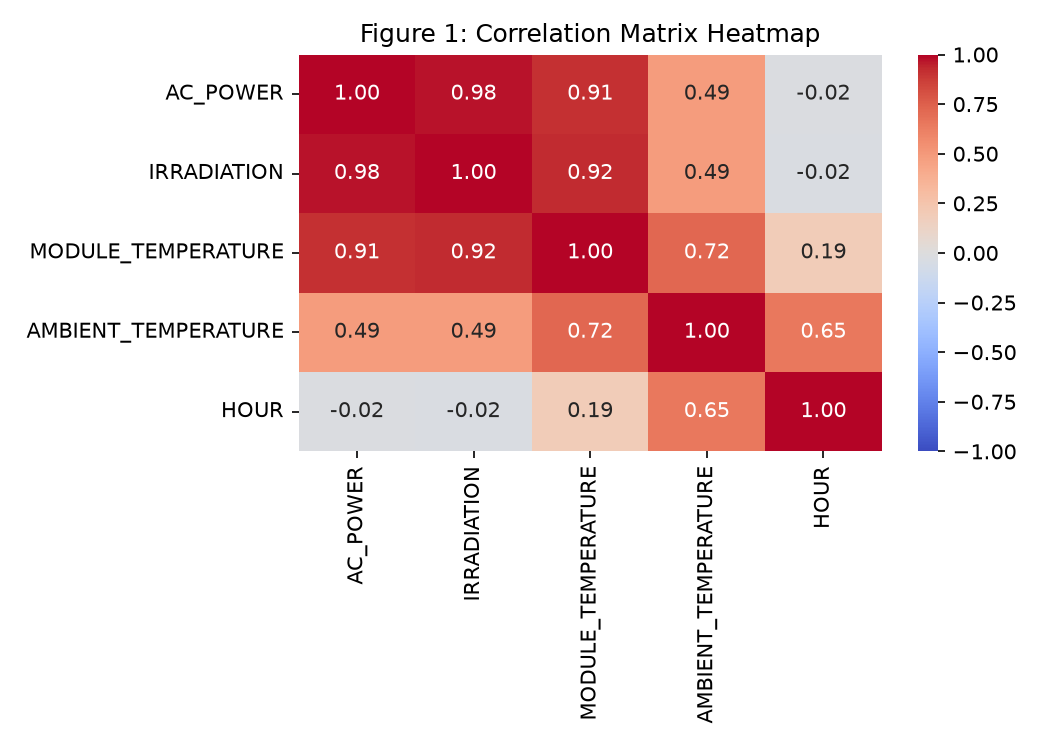 Figure 1: Correlation Matrix Heatmap
AC_POWER 1.00 0.98 0.91 0.49 -0.02
IRRADIATION 0.98 1.00 0.92 0.49 -0.02
MODULE_TEMPERATURE 0.91 0.92 1.00 0.72 0.19
AMBIENT_TEMPERATURE 0.49 0.49 0.72 1.00 0.65
HOUR -0.02 -0.02 0.19 0.65 1.00
AC_POWER
IRRADIATION
MODULE_TEMPERATURE
AMBIENT_TEMPERATURE
HOUR
1.00
0.75
0.50
0.25
0.00
−0.25
−0.50
−0.75
−1.00